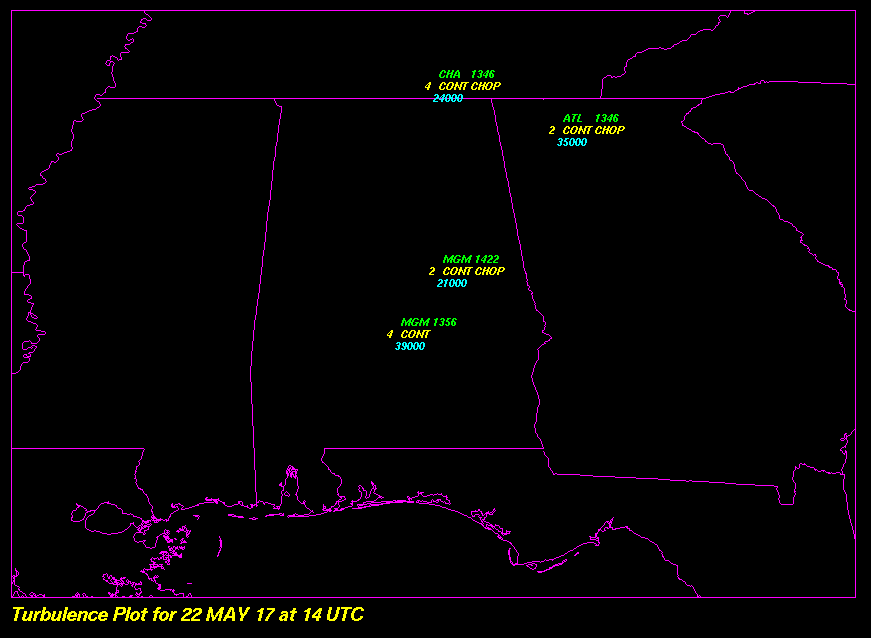 CHA 1346
4 CONT CHOP
24000
ATL 1346
2 CONT CHOP
35000
MGM 1422
2 CONT CHOP
21000
MGM 1356
4 CONT
39000
Turbulence Plot for 22 MAY 17 at 14 UTC